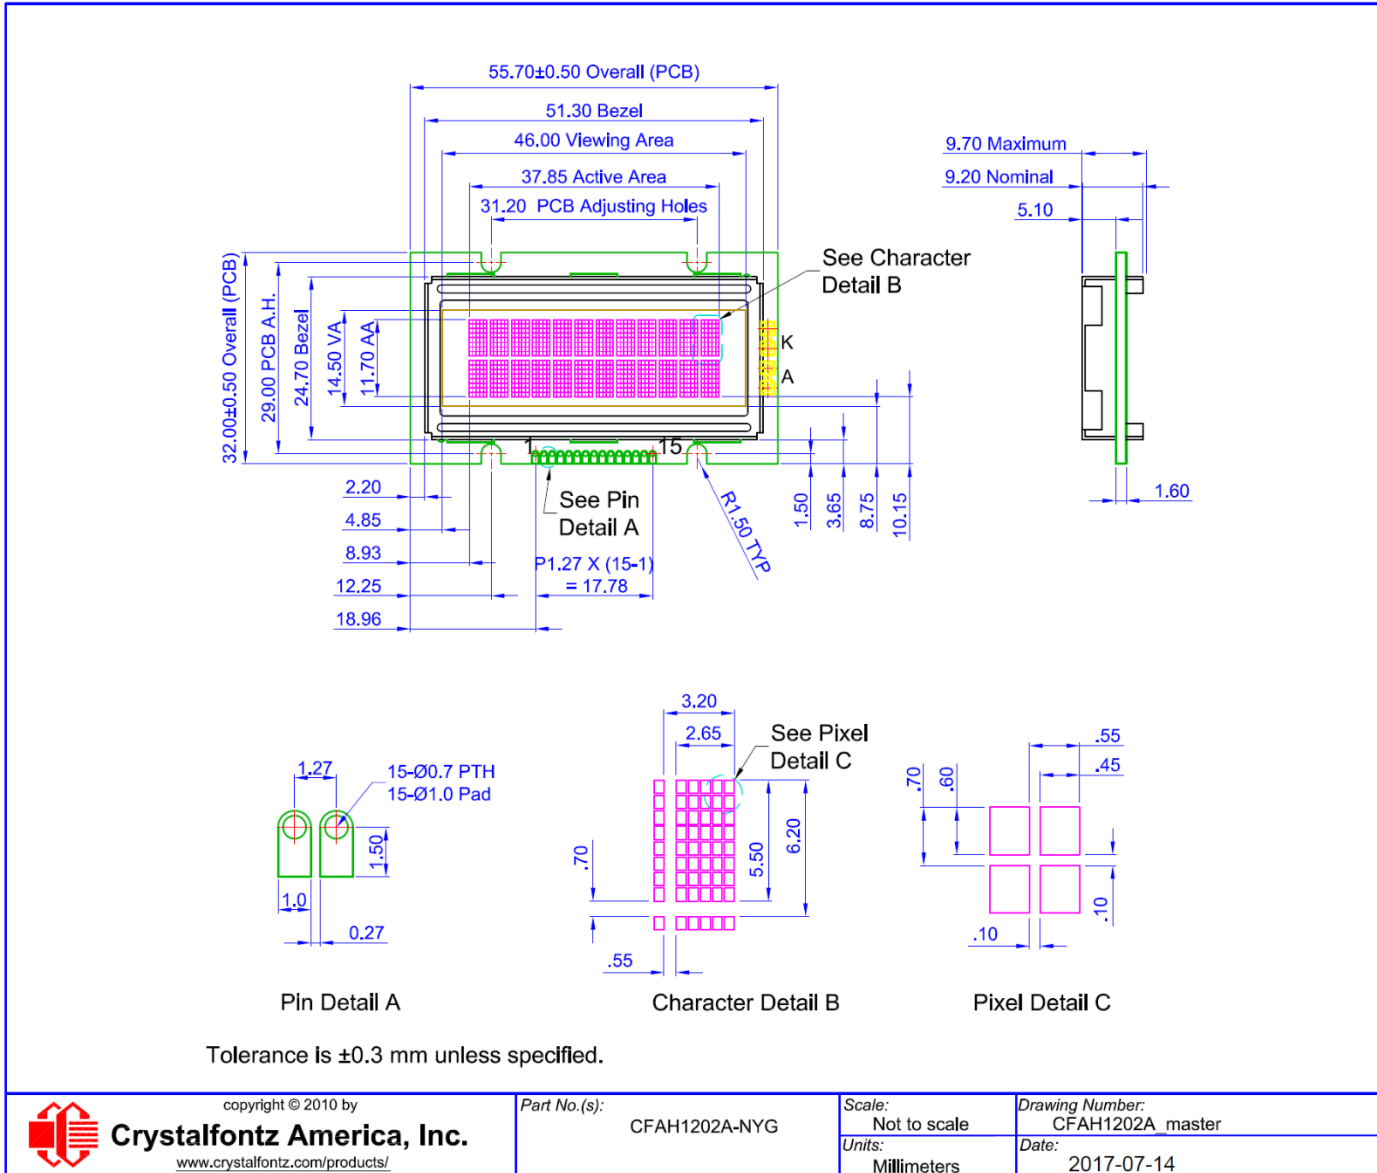 55.70±0.50 Overall (PCB)
51.30 Bezel
46.00 Viewing Area
37.85 Active Area
31.20 PCB Adjusting Holes
9.70 Maximum
9.20 Nominal
5.10
See Character
Detail B
32.00±0.50 Overall (PCB)
29.00 PCB A.H.
24.70 Bezel
14.50 VA
11.70 AA
K
A
1
15
2.20
4.85
8.93
12.25
18.96
See Pin
Detail A
P1.27 X (15-1)
= 17.78
R1.50 TYP
1.50
3.65
8.75
10.15
1.60
3.20
2.65
See Pixel
Detail C
.70
5.50
6.20
.55
Character Detail B
1.27
15-Ø0.7 PTH
15-Ø1.0 Pad
1.50
1.0
0.27
Pin Detail A
.55
.45
.70
.60
.10
.10
Pixel Detail C
Tolerance is ±0.3 mm unless specified.
copyright © 2010 by
Crystalfontz America, Inc.
www.crystalfontz.com/products/
Part No.(s):
CFAH1202A-NYG
Scale:
Not to scale
Units:
Millimeters
Drawing Number:
CFAH1202A_master
Date:
2017-07-14